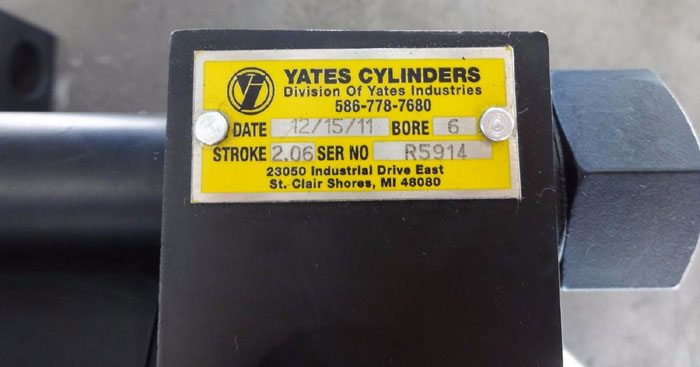 YATES CYLINDERS
Division Of Yates Industries
586-778-7680
DATE 12/15/11 BORE 6
STROKE 2.06 SER NO R5914
23050 Industrial Drive East
St. Clair Shores, MI 48080